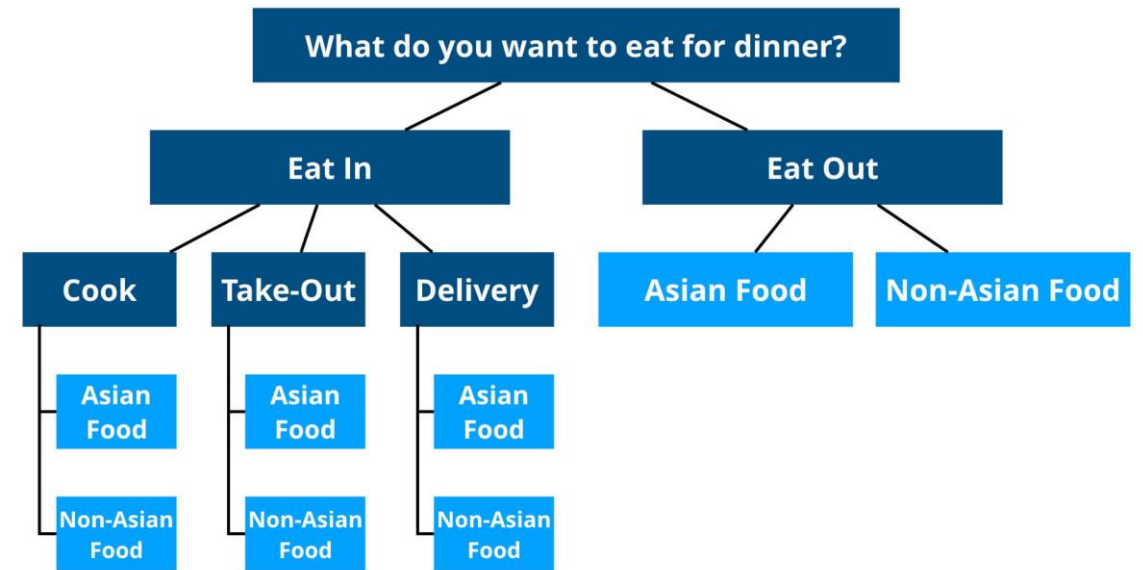 What do you want to eat for dinner?
Eat In
Eat Out
Cook
Take-Out
Delivery
Asian Food
Non-Asian Food
Asian
Food
Asian
Food
Asian
Food
Non-Asian
Food
Non-Asian
Food
Non-Asian
Food